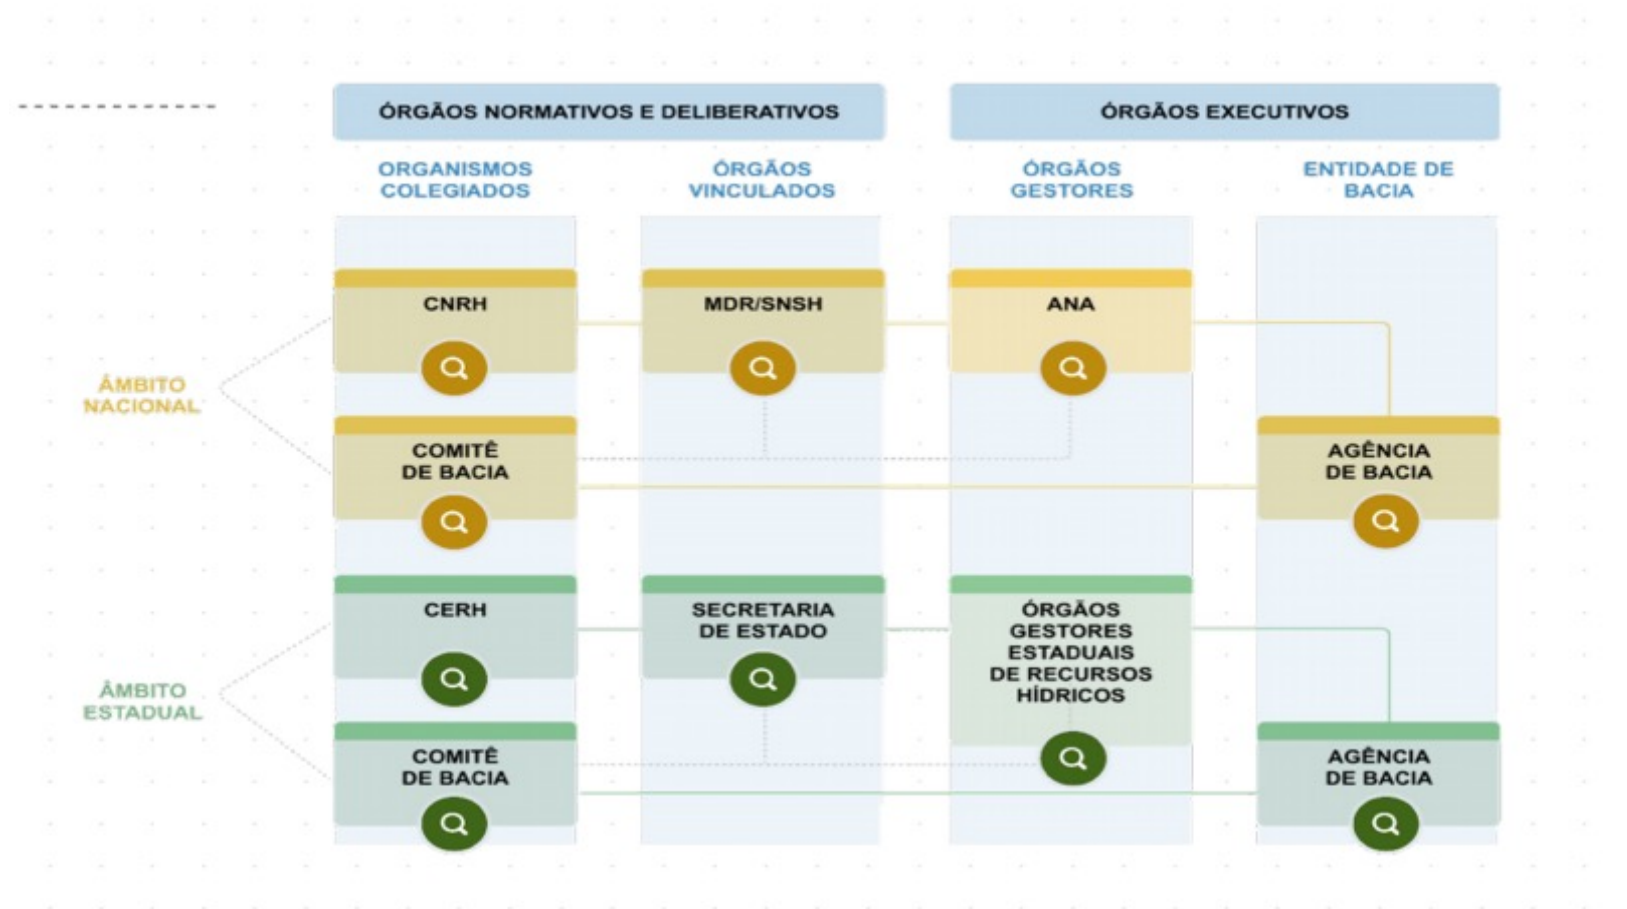 ÓRGÃOS NORMATIVOS E DELIBERATIVOS
ÓRGÃOS EXECUTIVOS
ORGANISMOS
COLEGIADOS
ÓRGÃOS
VINCULADOS
ÓRGÃOS
GESTORES
ENTIDADE DE
BACIA
ÂMBITO
NACIONAL
CNRH
MDR/SNSH
ANA
COMITÊ
DE BACIA
AGÊNCIA
DE BACIA
ÂMBITO
ESTADUAL
CERH
SECRETARIA
DE ESTADO
ÓRGÃOS
GESTORES
ESTADUAIS
DE RECURSOS
HÍDRICOS
COMITÊ
DE BACIA
AGÊNCIA
DE BACIA